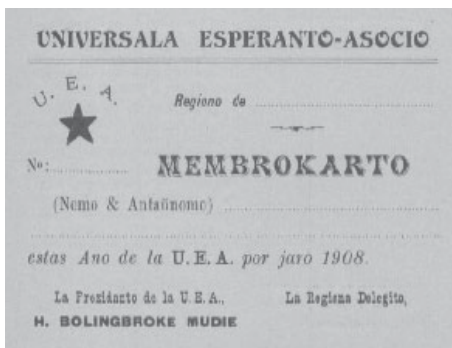 UNIVERSALA ESPERANTO-ASOCIO
U. E. A.
Regiono de
No:
MEMBROKARTO
(Nomo & Antaŭnomo)
estas Ano de la U. E. A. por jaro 1908.
La Prezidanto de la U. E. A., La Regiona Delegito,
H. BOLINGBROKE MUDIE